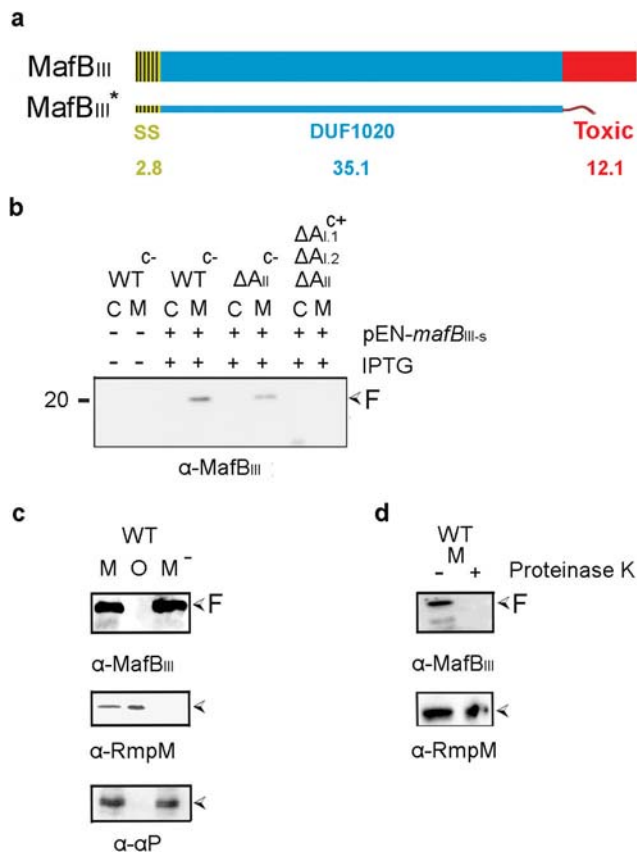 a
MafBIII
MafBIII*
SS DUF1020 Toxic
2.8 35.1 12.1
b
c- c- c- c+
WT WT ΔAII ΔAI.1 ΔAI.2 ΔAII
C M C M C M C M
- - + + + + + + pEN-mafBIII-s
- - + + + + + + IPTG
20 F
α-MafBIII
c
WT
M O M-
F
α-MafBIII
α-RmpM
α-αP
d
WT
M
- + Proteinase K
F
α-MafBIII
α-RmpM